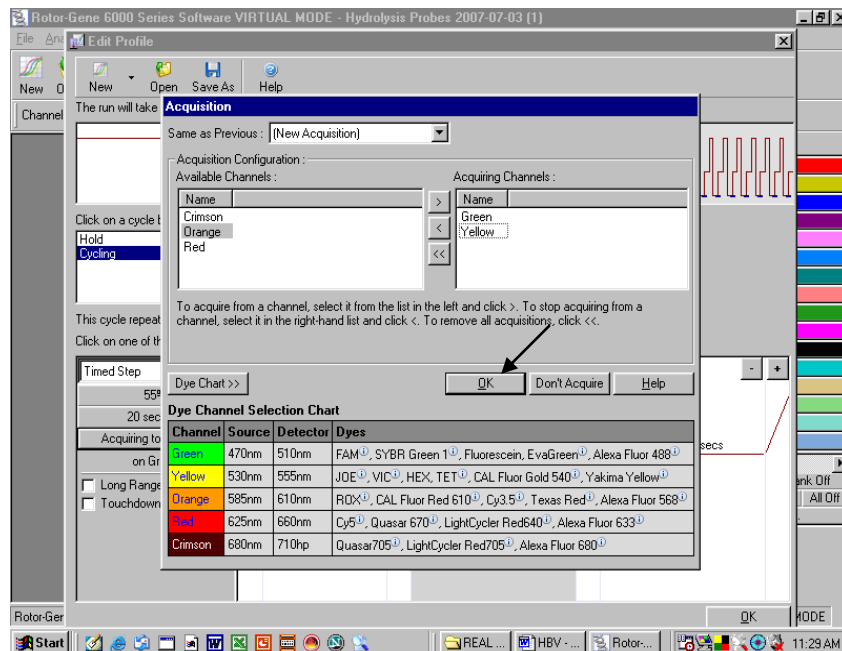 Rotor-Gene 6000 Series Software VIRTUAL MODE - Hydrolysis Probes 2007-07-03 (1)
File Ana
Edit Profile
New
New Open Save As Help
Channel
The run will take
Acquisition
Same as Previous : (New Acquisition)
Acquisition Configuration :
Available Channels : Acquiring Channels :
Name Name
Crimson Green
Orange Yellow
Red
>
<
<<
Click on a cycle b
Hold
Cycling
To acquire from a channel, select it from the list in the left and click >. To stop acquiring from a
channel, select it in the right-hand list and click <. To remove all acquisitions, click <<.
This cycle repeat
Click on one of th
Timed Step
Dye Chart >> OK Don't Acquire Help
- +
55º
20 sec
Acquiring to
on Gr
Long Range
Touchdown
secs
Dye Channel Selection Chart
Channel Source Detector Dyes
Green 470nm 510nm FAM, SYBR Green 1, Fluorescein, EvaGreen, Alexa Fluor 488
Yellow 530nm 555nm JOE, VIC, HEX, TET, CAL Fluor Gold 540, Yakima Yellow
Orange 585nm 610nm ROX, CAL Fluor Red 610, Cy3.5, Texas Red, Alexa Fluor 568
Red 625nm 660nm Cy5, Quasar 670, LightCycler Red640, Alexa Fluor 633
Crimson 680nm 710hp Quasar705, LightCycler Red705, Alexa Fluor 680
ank Off
All Off
OK
Rotor-Ger
MODE
Start REAL ... HBV - ... Rotor-... 11:29 AM